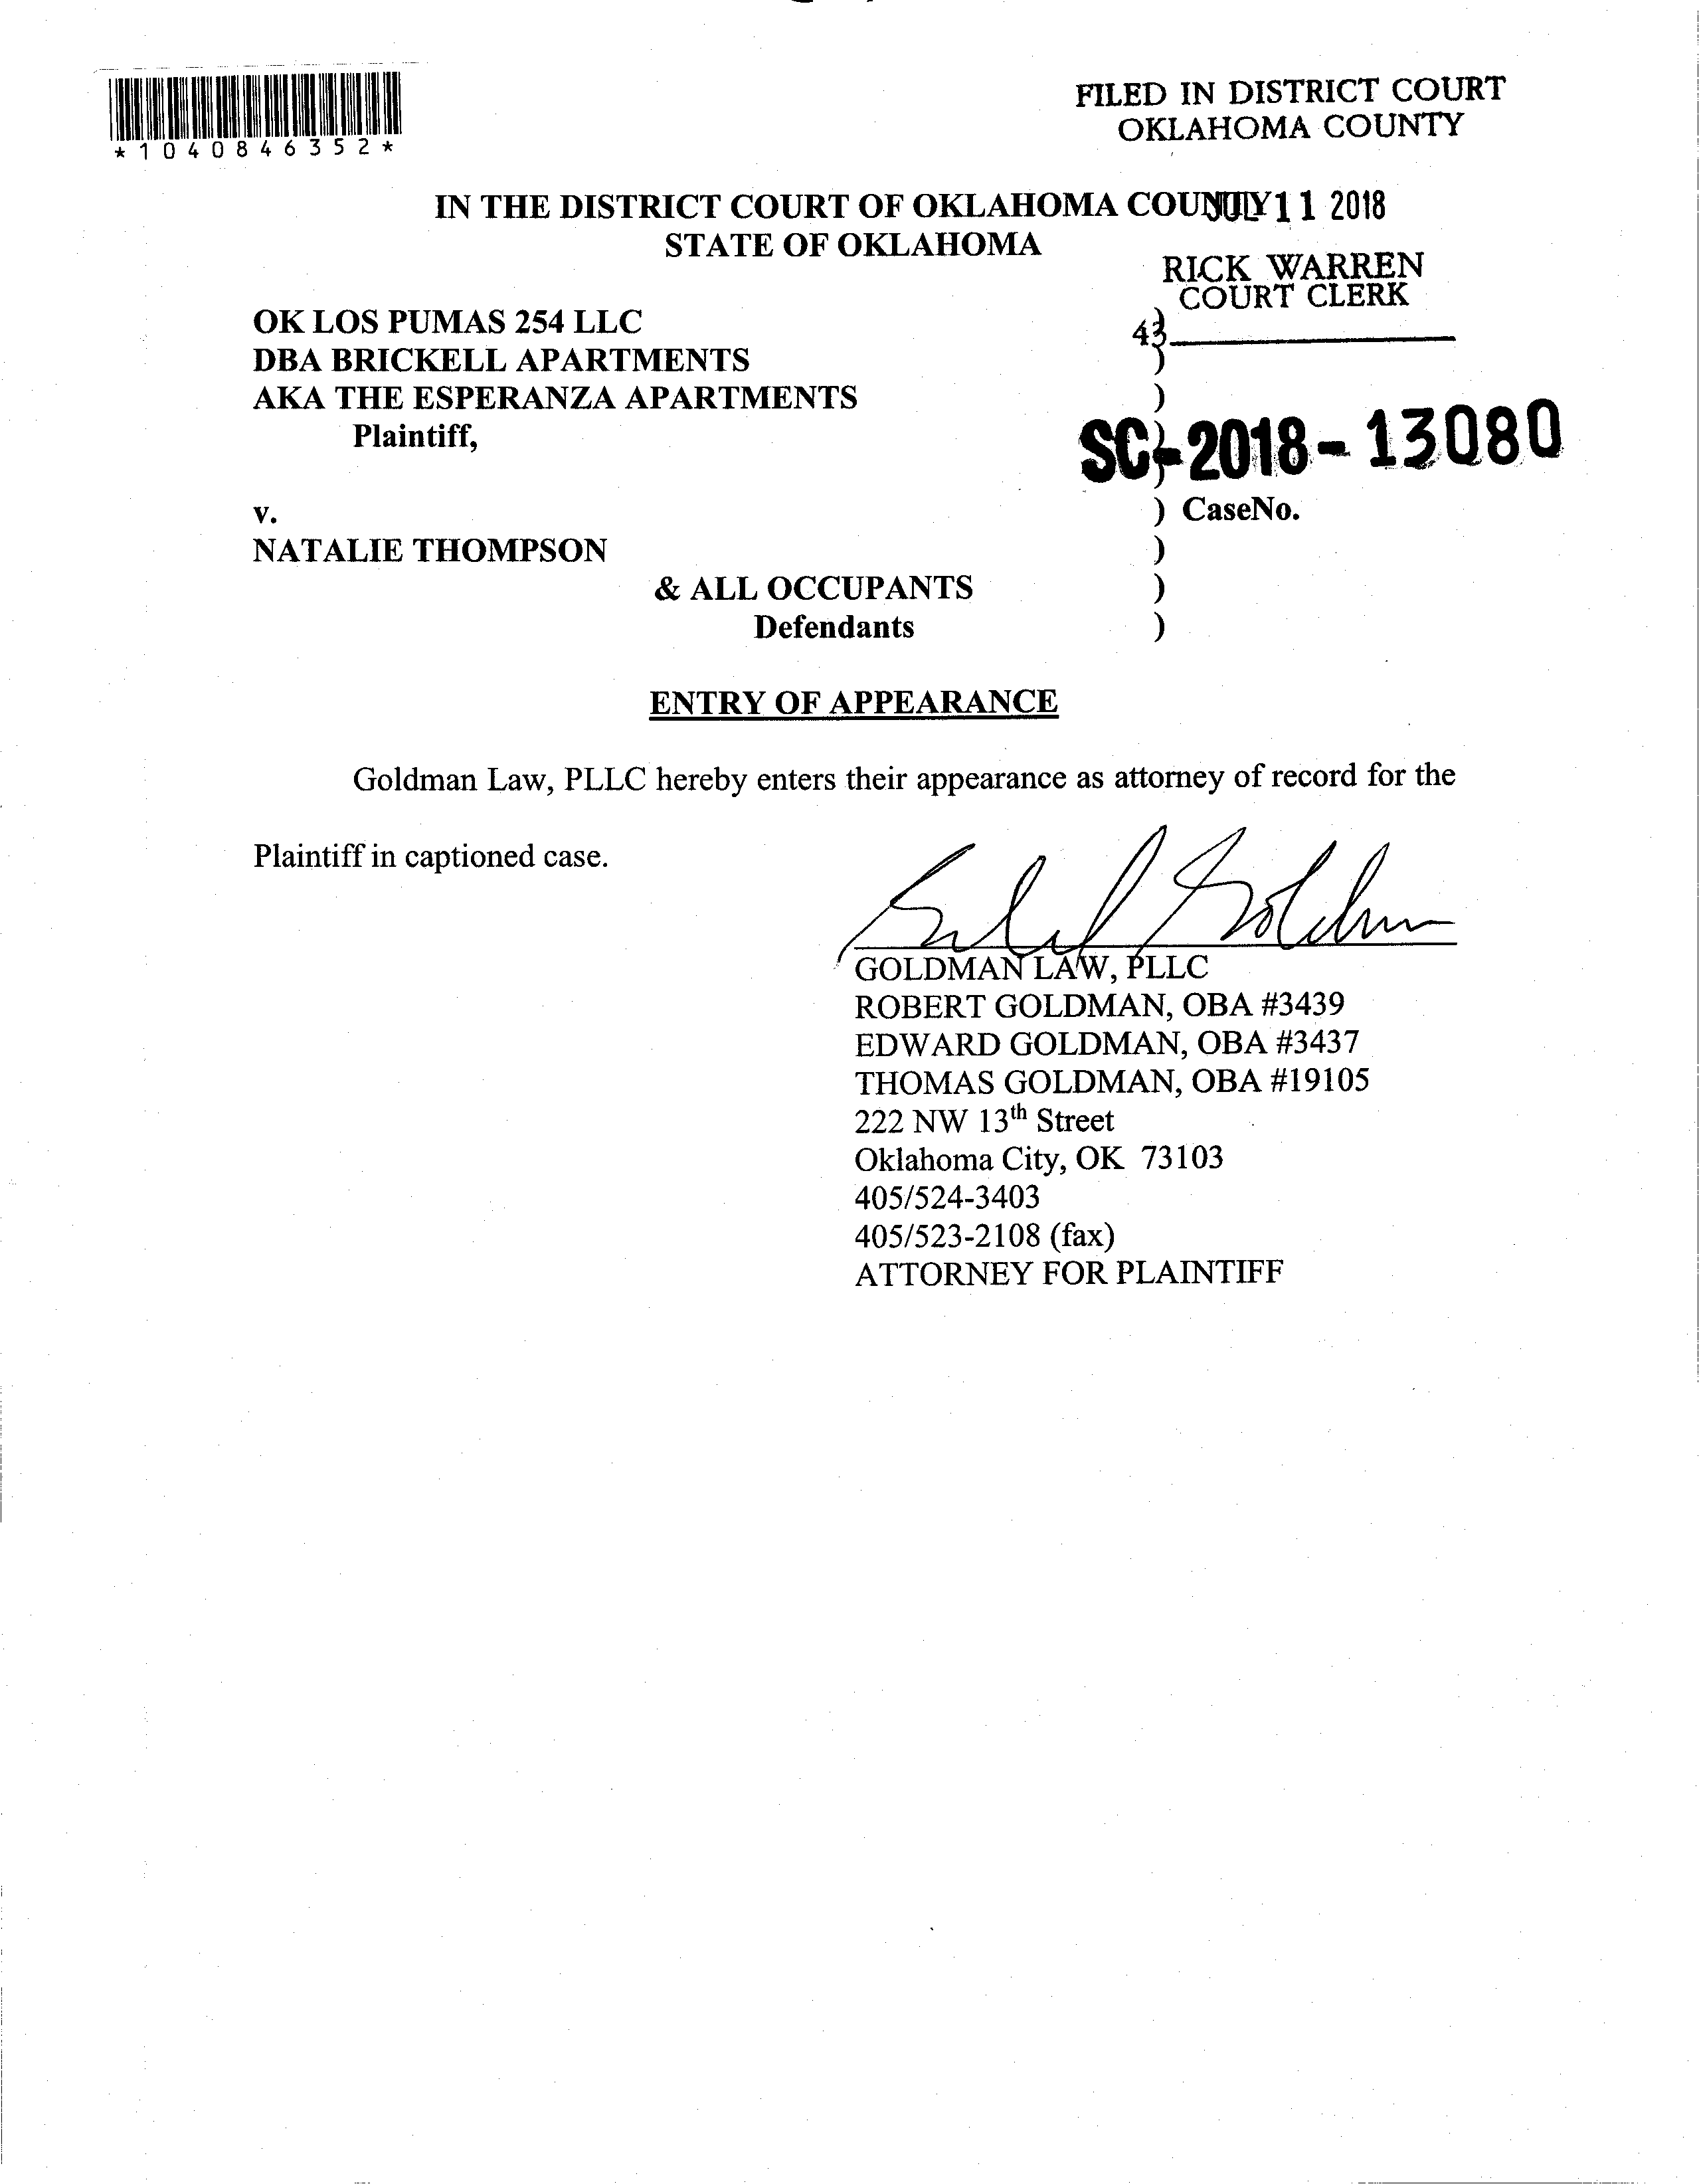 *1040846352*
FILED IN DISTRICT COURT
OKLAHOMA COUNTY
IN THE DISTRICT COURT OF OKLAHOMA COUNTY
JULY 11 2018
STATE OF OKLAHOMA
RICK WARREN
COURT CLERK
43
OK LOS PUMAS 254 LLC )
DBA BRICKELL APARTMENTS )
AKA THE ESPERANZA APARTMENTS )
Plaintiff, )
SC-2018-13080
)
v. ) CaseNo.
NATALIE THOMPSON )
& ALL OCCUPANTS )
Defendants )
ENTRY OF APPEARANCE
Goldman Law, PLLC hereby enters their appearance as attorney of record for the
Plaintiff in captioned case.
GOLDMAN LAW, PLLC
ROBERT GOLDMAN, OBA #3439
EDWARD GOLDMAN, OBA #3437
THOMAS GOLDMAN, OBA #19105
222 NW 13th Street
Oklahoma City, OK 73103
405/524-3403
405/523-2108 (fax)
ATTORNEY FOR PLAINTIFF